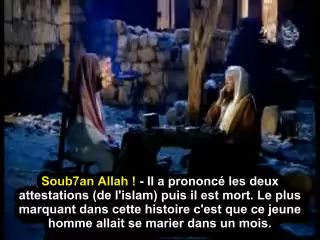 Soub7an Allah ! - Il a prononcé les deux
attestations (de l'islam) puis il est mort. Le plus
marquant dans cette histoire c'est que ce jeune
homme allait se marier dans un mois.